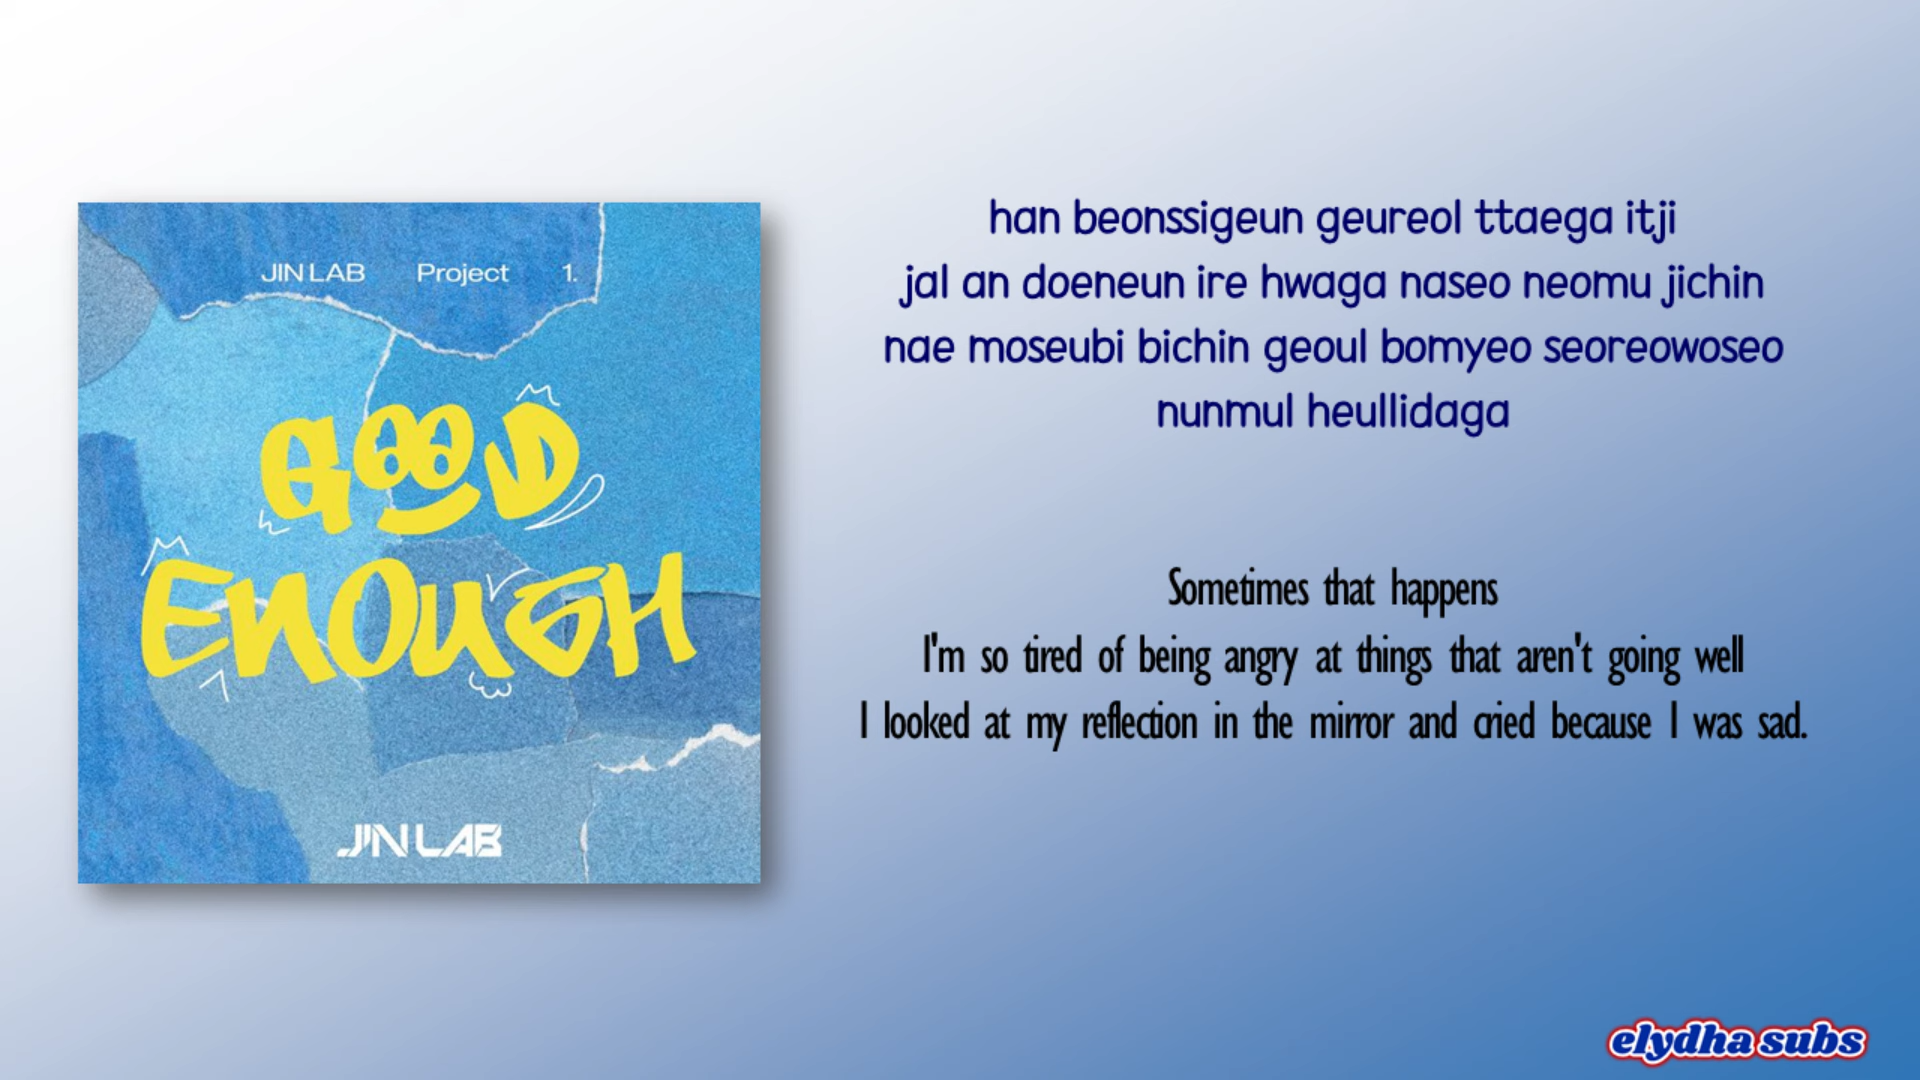 JIN LAB Project 1.
GOOD
ENOUGH
JIN LAB
han beonssigeun geureol ttaega itji
jal an doeneun ire hwaga naseo neomu jichin
nae moseubi bichin geoul bomyeo seoreowoseo
nunmul heullidaga
Sometimes that happens
I'm so tired of being angry at things that aren't going well
I looked at my reflection in the mirror and cried because I was sad.
elydha subs